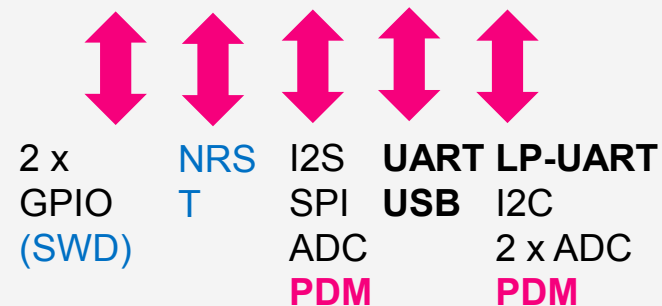 2 x
GPIO
(SWD)
NRS
T
I2S
SPI
ADC
PDM
UART
USB
LP-UART
I2C
2 x ADC
PDM